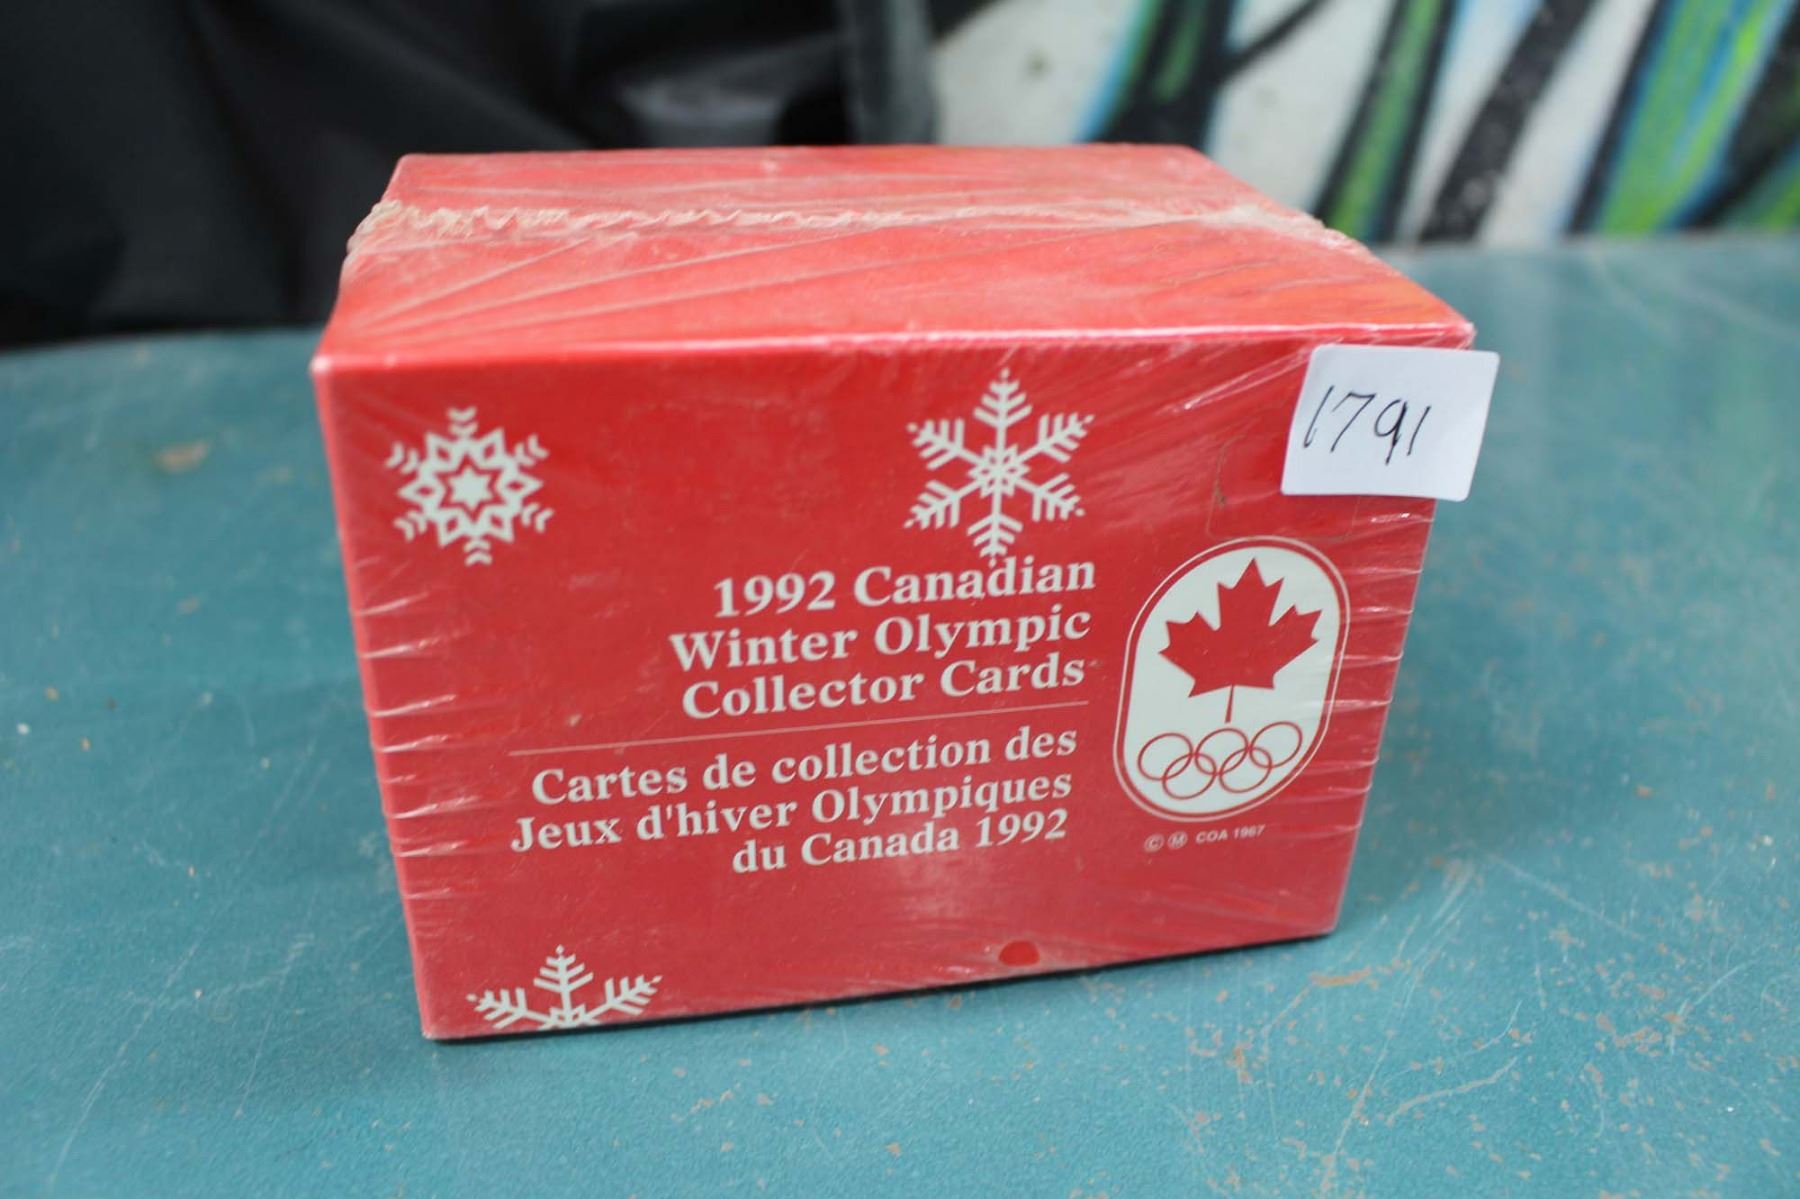 1791
1992 Canadian
Winter Olympic
Collector Cards
Cartes de collection des
Jeux d'hiver Olympiques
du Canada 1992
© Ⓜ COA 1967